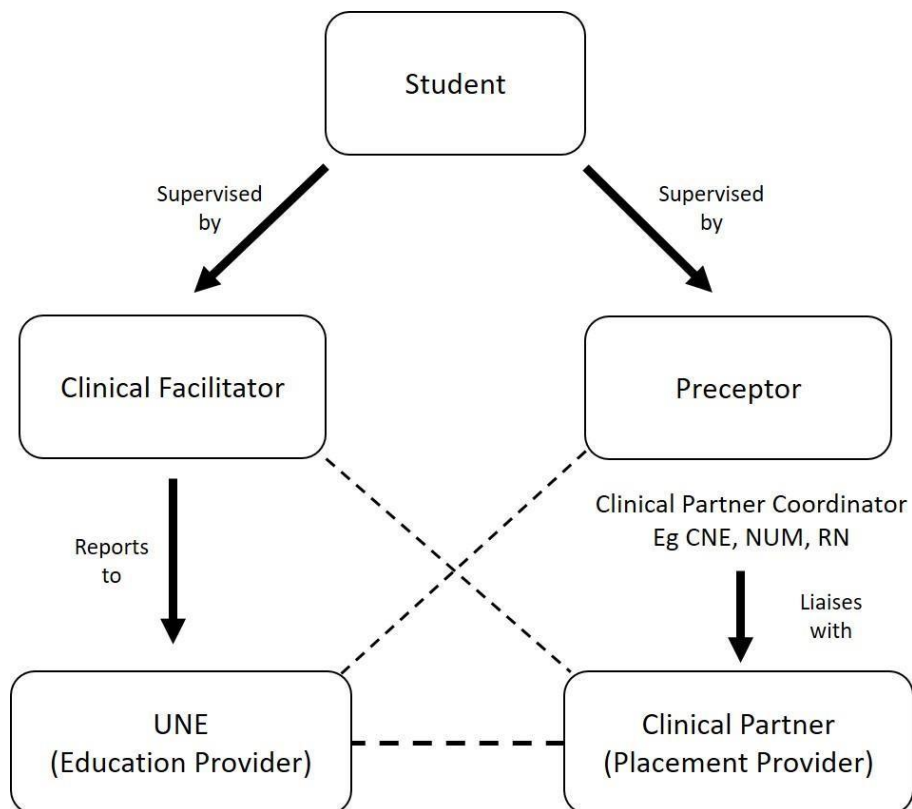 Student
Supervised
by
Supervised
by
Clinical Facilitator
Preceptor
Clinical Partner Coordinator
Eg CNE, NUM, RN
Reports
to
Liaises
with
UNE
(Education Provider)
Clinical Partner
(Placement Provider)